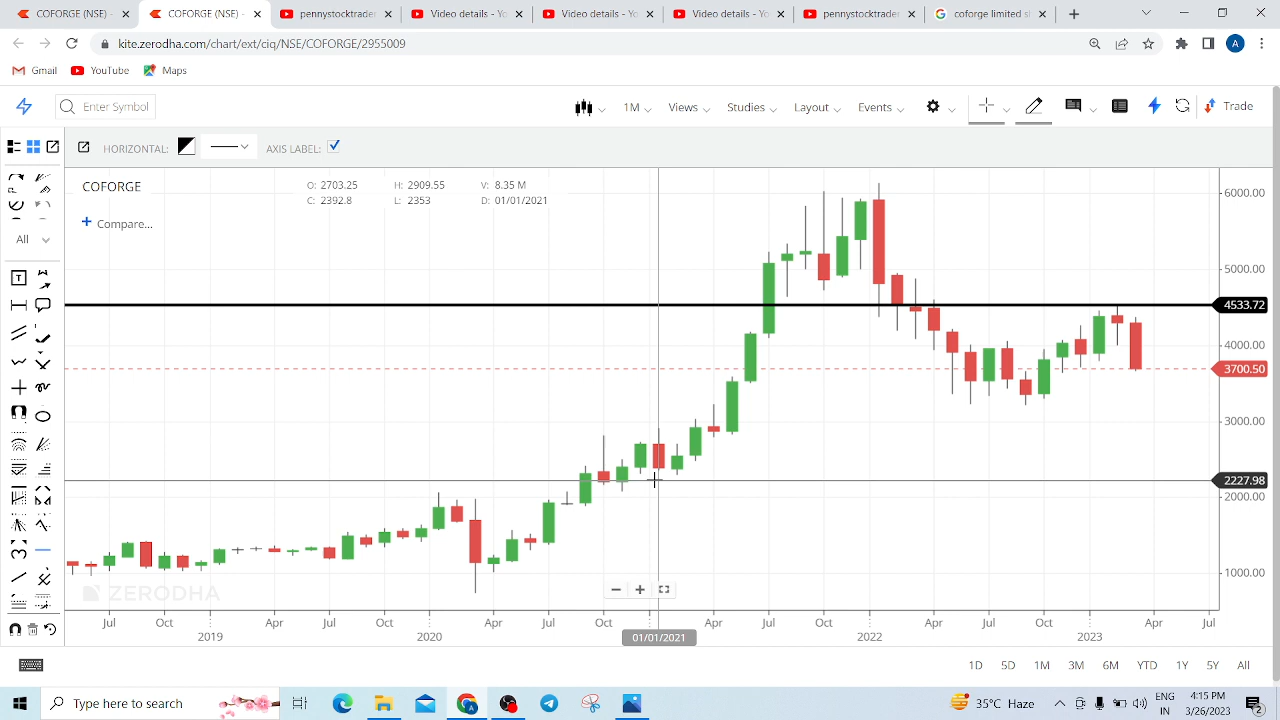 COFORGE (NSE) -
COFORGE (NSE -
pennystocktrader
Video details - Yo
Video details - Yo
Video details - Yo
pennystocktrade
coforge limited s
kite.zerodha.com/chart/ext/ciq/NSE/COFORGE/2955009
A
Gmail
YouTube
Maps
Enter Symbol
1M
Views
Studies
Layout
Events
Trade
HORIZONTAL:
AXIS LABEL:
COFORGE
O: 2703.25 H: 2909.55 V: 8.35 M
C: 2392.8 L: 2353 D: 01/01/2021
Compare...
All
6000.00
5000.00
4533.72
4000.00
3700.50
3000.00
2227.98
2000.00
1000.00
ZERODHA
Jul Oct Apr Jul Oct Apr Jul Oct Apr Jul Oct Apr Jul Oct Apr Jul
2019 2020 01/01/2021 2022 2023
1D 5D 1M 3M 6M YTD 1Y 5Y All
Type here to search
35°C Haze
ENG
IN
4:15 PM
3/26/2023
2